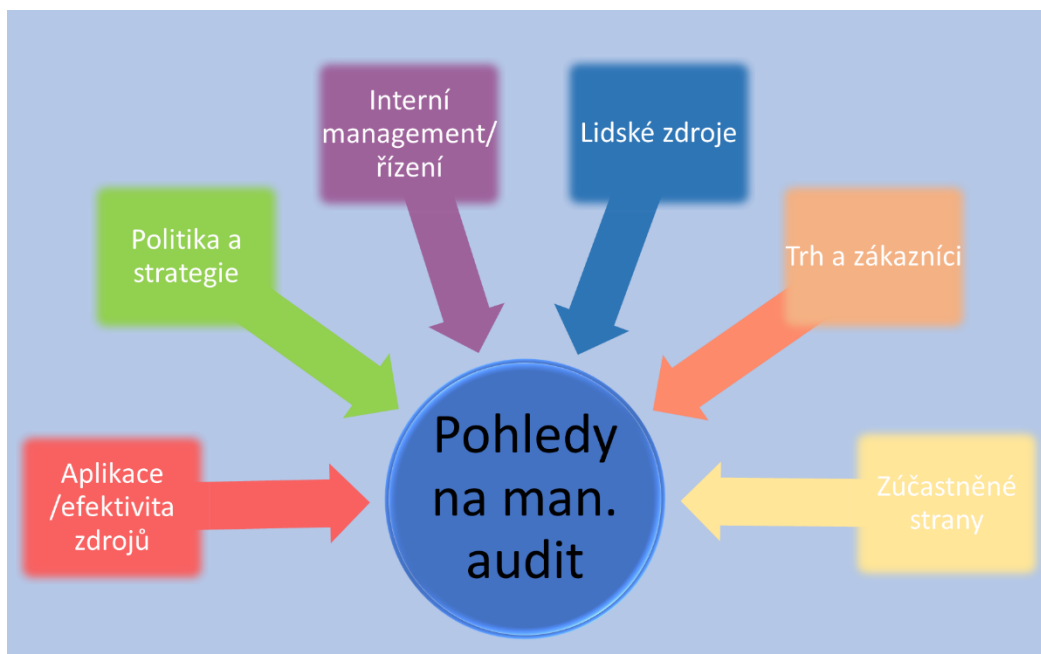 Interní
management/
řízení
Lidské zdroje
Politika a
strategie
Trh a zákazníci
Aplikace
/efektivita
zdrojů
Pohledy
na man.
audit
Zúčastněné
strany